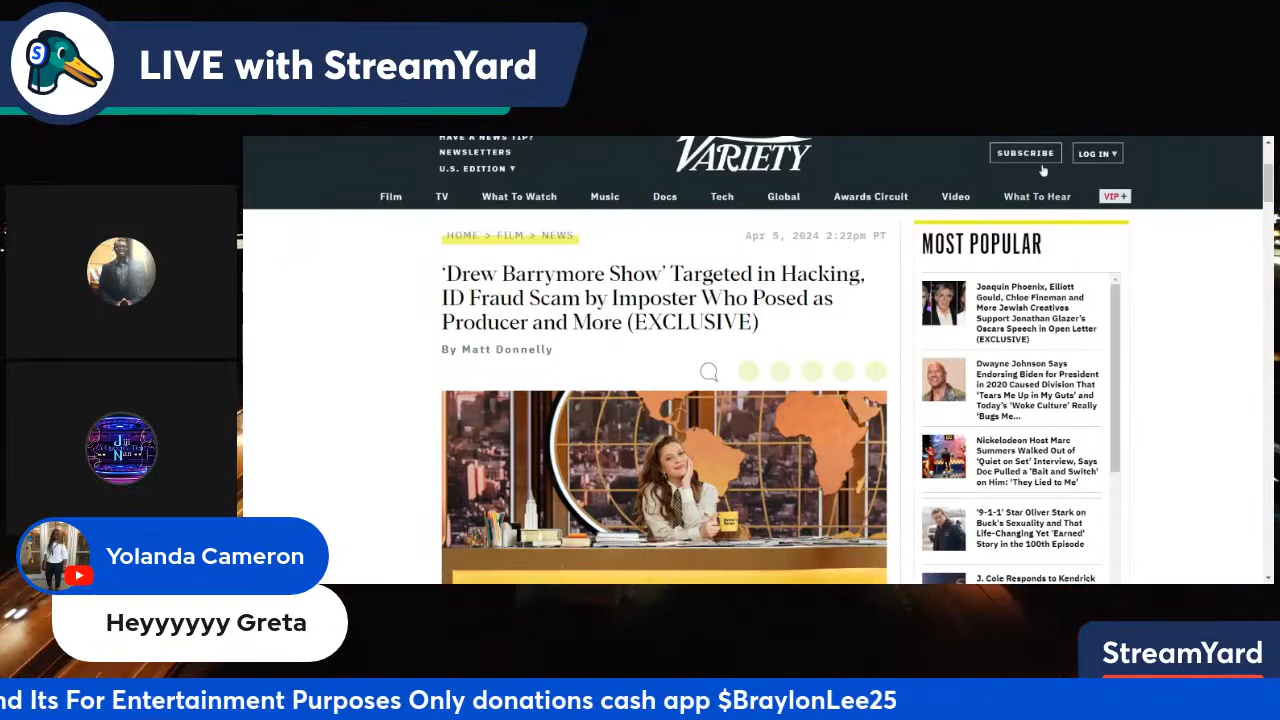 S
LIVE with StreamYard
HAVE A NEWS TIP?
NEWSLETTERS
U.S. EDITION ▼
VARIETY
SUBSCRIBE
LOG IN ▼
Film TV What To Watch Music Docs Tech Global Awards Circuit Video What To Hear VIP+
HOME > FILM > NEWS
Apr 5, 2024 2:22pm PT
‘Drew Barrymore Show’ Targeted in Hacking,
ID Fraud Scam by Imposter Who Posed as
Producer and More (EXCLUSIVE)
By Matt Donnelly
MOST POPULAR
Joaquin Phoenix, Elliott
Gould, Chloe Fineman and
More Jewish Creatives
Support Jonathan Glazer’s
Oscars Speech in Open Letter
(EXCLUSIVE)
Dwayne Johnson Says
Endorsing Biden for President
in 2020 Caused Division That
‘Tears Me Up in My Guts’ and
Today’s ‘Woke Culture’ Really
‘Bugs Me...
Nickelodeon Host Marc
Summers Walked Out of
‘Quiet on Set’ Interview, Says
Doc Pulled a ‘Bait and Switch’
on Him: ‘They Lied to Me’
‘9-1-1’ Star Oliver Stark on
Buck’s Sexuality and That
Life-Changing Yet ‘Earned’
Story in the 100th Episode
J. Cole Responds to Kendrick
Yolanda Cameron
Heyyyyyy Greta
StreamYard
nd Its For Entertainment Purposes Only donations cash app $BraylonLee25